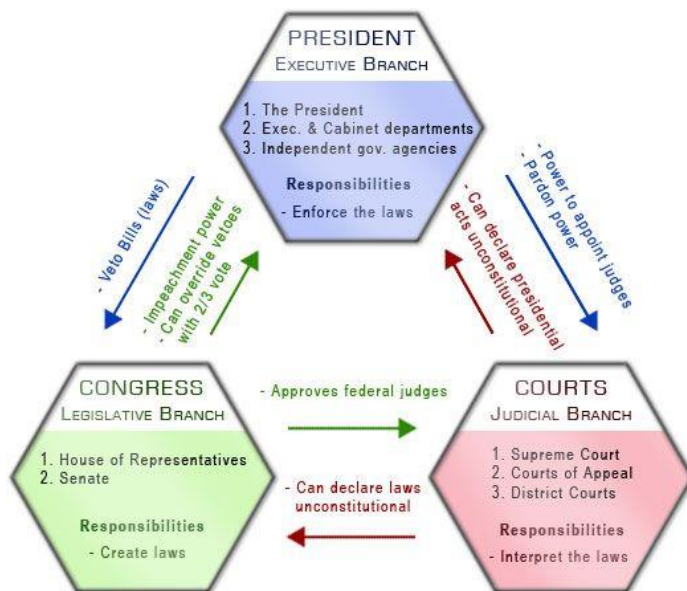 PRESIDENT
EXECUTIVE BRANCH
1. The President
2. Exec. & Cabinet departments
3. Independent gov. agencies
Responsibilities
- Enforce the laws
- Veto Bills (laws)
- Impeachment power
- Can override vetoes
with 2/3 vote
- Can declare presidential
acts unconstitutional
- Power to appoint judges
- Pardon power
CONGRESS
LEGISLATIVE BRANCH
1. House of Representatives
2. Senate
Responsibilities
- Create laws
- Approves federal judges
- Can declare laws
unconstitutional
COURTS
JUDICIAL BRANCH
1. Supreme Court
2. Courts of Appeal
3. District Courts
Responsibilities
- Interpret the laws